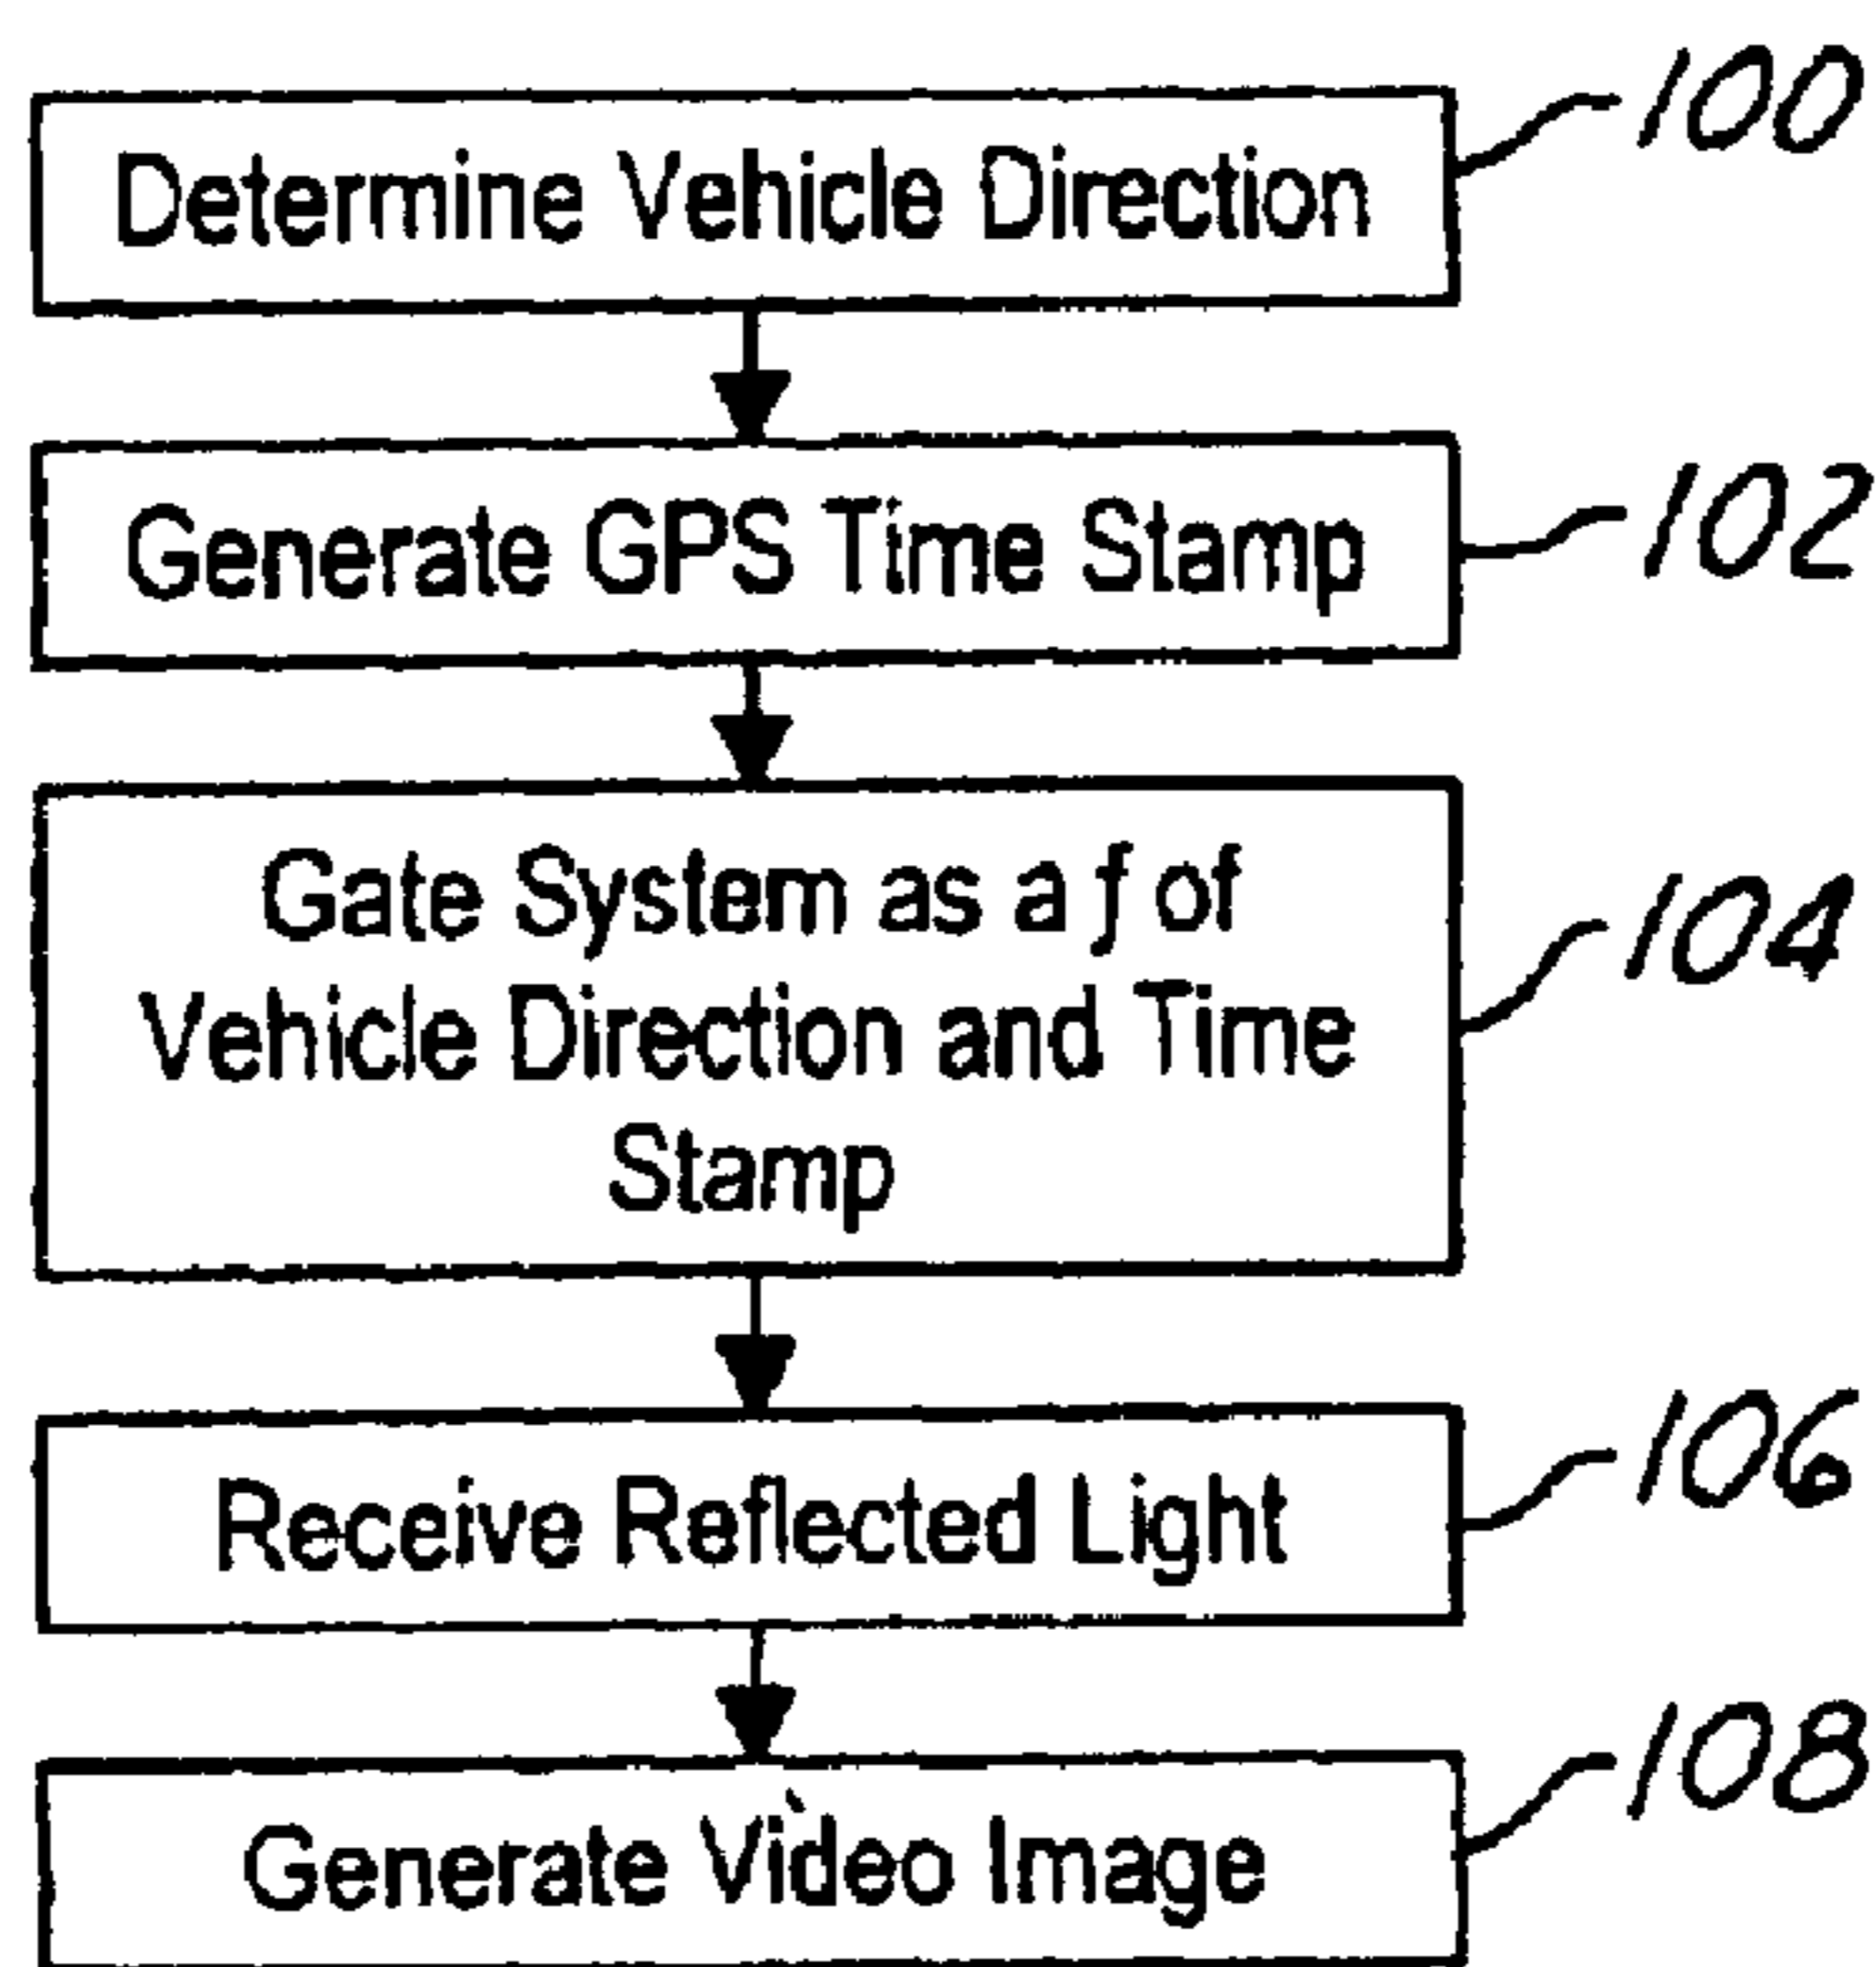 Determine Vehicle Direction
100
Generate GPS Time Stamp
102
Gate System as a ƒ of
Vehicle Direction and Time
Stamp
104
Receive Reflected Light
106
Generate Video Image
108